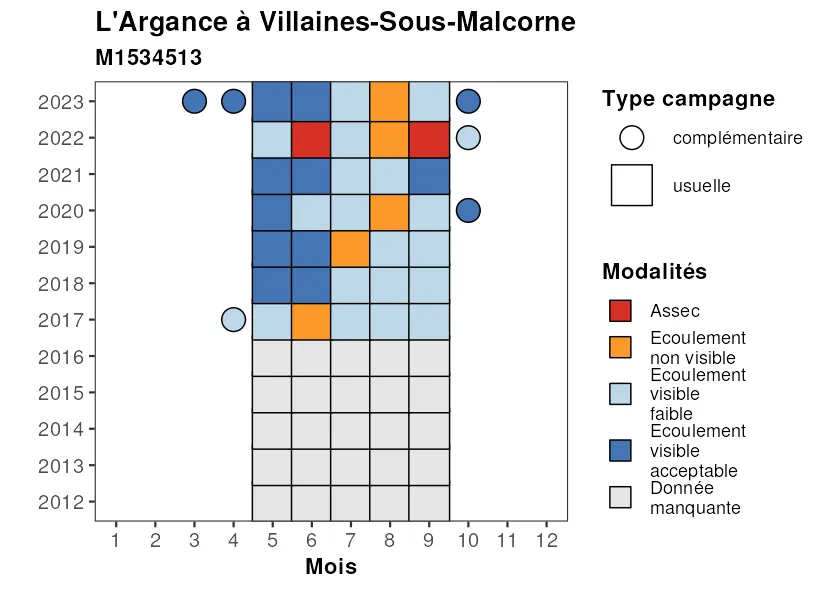 L'Argance à Villaines-Sous-Malcorne
M1534513
2023
2022
2021
2020
2019
2018
2017
2016
2015
2014
2013
2012
1 2 3 4 5 6 7 8 9 10 11 12
Mois
Type campagne
complémentaire
usuelle
Modalités
Assec
Ecoulement
non visible
Ecoulement
visible
faible
Ecoulement
visible
acceptable
Donnée
manquante